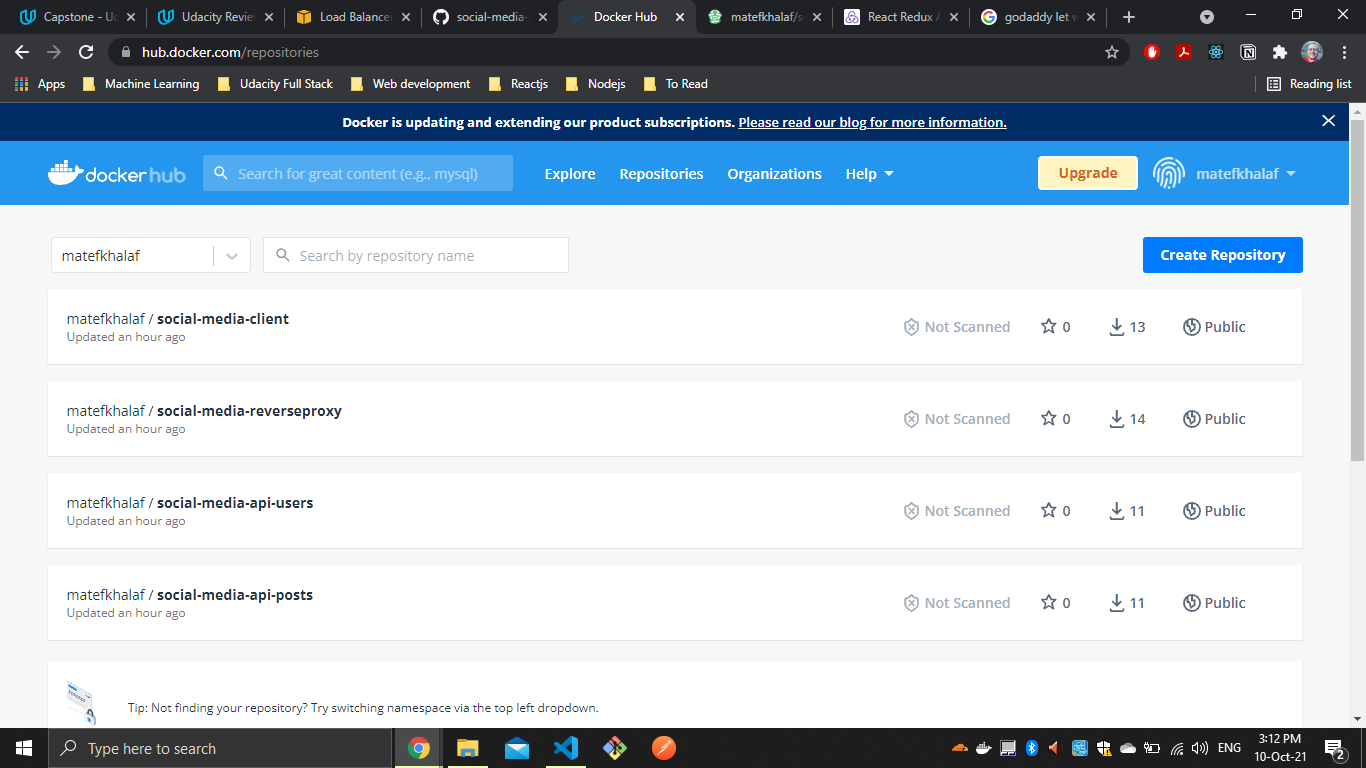 Capstone - Ud
Udacity Review
Load Balancer
social-media-
Docker Hub
matefkhalaf/s
React Redux A
godaddy let w
hub.docker.com/repositories
Apps
Machine Learning
Udacity Full Stack
Web development
Reactjs
Nodejs
To Read
Reading list
Docker is updating and extending our product subscriptions. Please read our blog for more information.
docker hub
Search for great content (e.g., mysql)
Explore
Repositories
Organizations
Help
Upgrade
matefkhalaf
matefkhalaf
Search by repository name
Create Repository
matefkhalaf / social-media-client
Updated an hour ago
Not Scanned
0
13
Public
matefkhalaf / social-media-reverseproxy
Updated an hour ago
Not Scanned
0
14
Public
matefkhalaf / social-media-api-users
Updated an hour ago
Not Scanned
0
11
Public
matefkhalaf / social-media-api-posts
Updated an hour ago
Not Scanned
0
11
Public
Tip: Not finding your repository? Try switching namespace via the top left dropdown.
Type here to search
ENG
3:12 PM
10-Oct-21
2